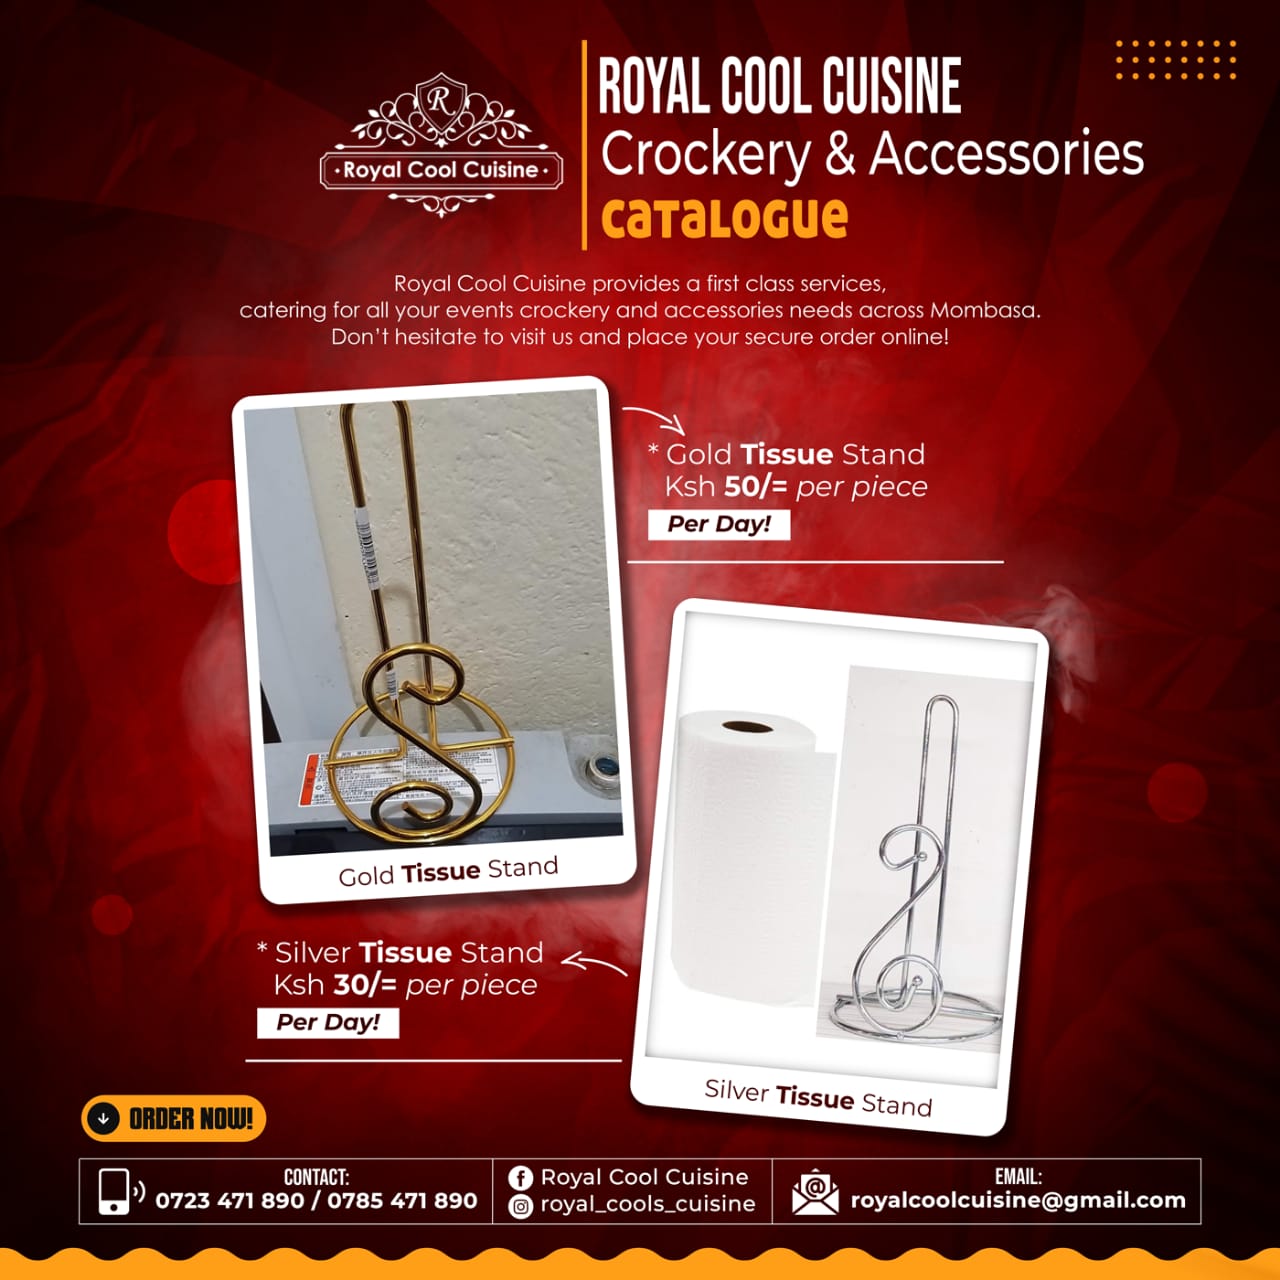 R
Royal Cool Cuisine
ROYAL COOL CUISINE
Crockery & Accessories
CATALOGUE
Royal Cool Cuisine provides a first class services,
catering for all your events crockery and accessories needs across Mombasa.
Don't hesitate to visit us and place your secure order online!
* Gold Tissue Stand
Ksh 50/= per piece
Per Day!
Gold Tissue Stand
* Silver Tissue Stand
Ksh 30/= per piece
Per Day!
Silver Tissue Stand
ORDER NOW!
CONTACT:
0723 471 890 / 0785 471 890
Royal Cool Cuisine
royal_cools_cuisine
EMAIL:
royalcoolcuisine@gmail.com